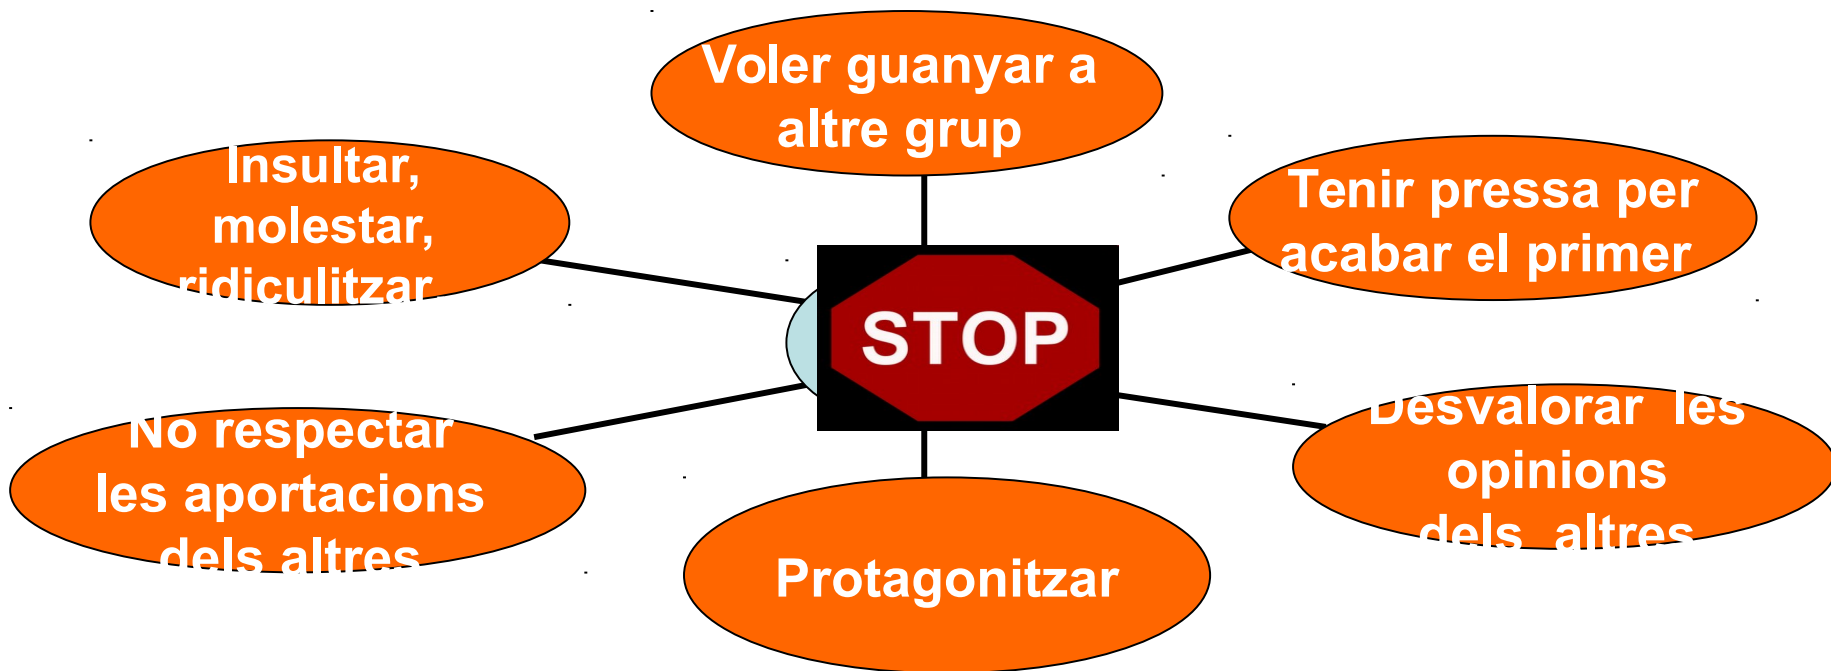 Voler guanyar a
altre grup
Insultar,
molestar,
ridiculitzar.
Tenir pressa per
acabar el primer
STOP
No respectar
les aportacions
dels altres
Desvalorar les
opinions
dels altres
Protagonitzar